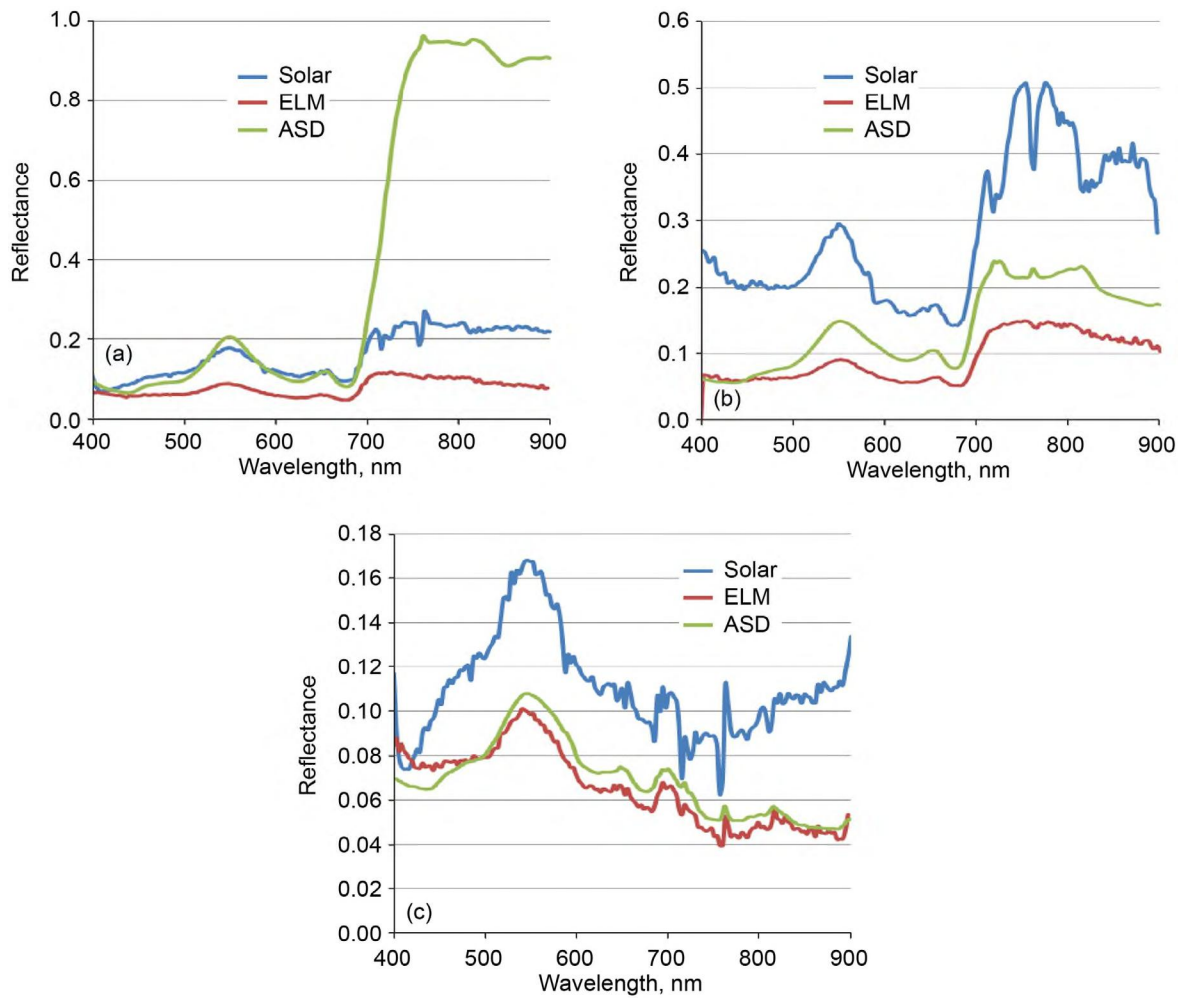 1.0
0.8
0.6
0.4
0.2
0.0
Reflectance
Solar
ELM
ASD
(a)
400 500 600 700 800 900
Wavelength, nm
0.6
0.5
0.4
0.3
0.2
0.1
0.0
Reflectance
Solar
ELM
ASD
(b)
400 500 600 700 800 900
Wavelength, nm
0.18
0.16
0.14
0.12
0.10
0.08
0.06
0.04
0.02
0.00
Reflectance
Solar
ELM
ASD
(c)
400 500 600 700 800 900
Wavelength, nm